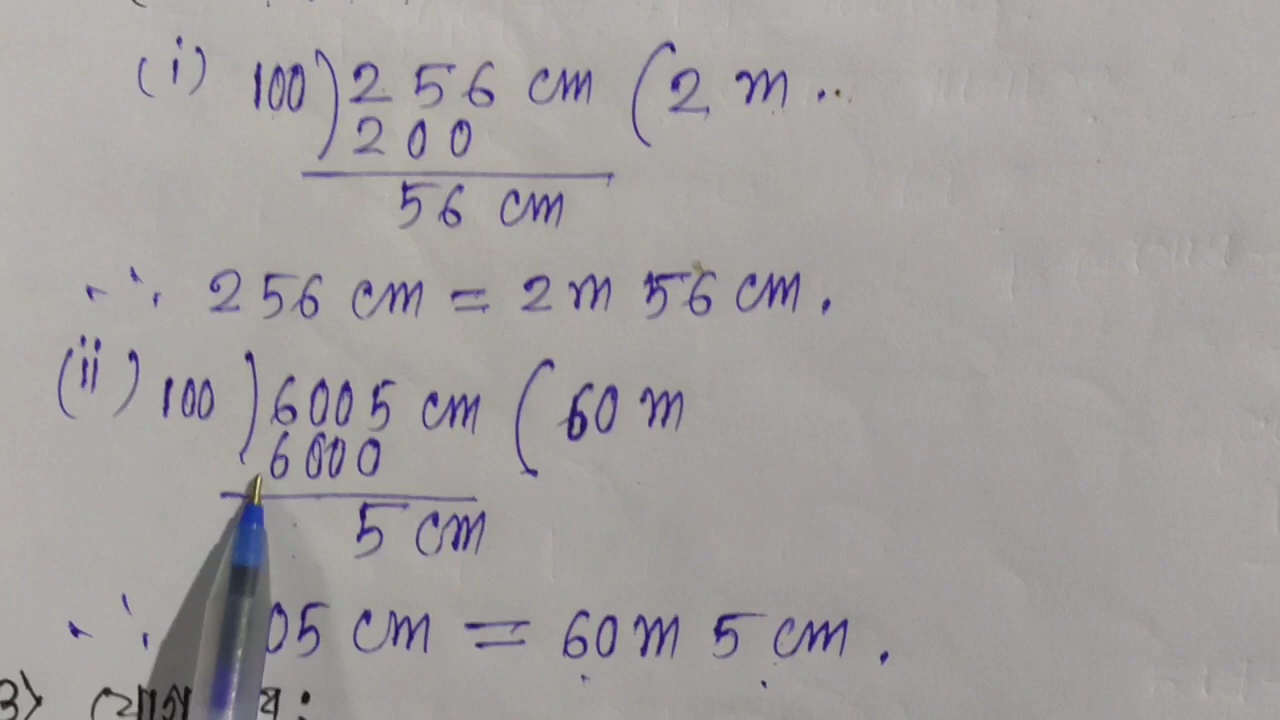 (i) 100) 256 cm (2 m
200
56 cm
∴ 256 cm = 2 m 56 cm.
(ii) 100) 6005 cm (60 m
6000
5 cm
∴ 05 cm = 60 m 5 cm.
3)